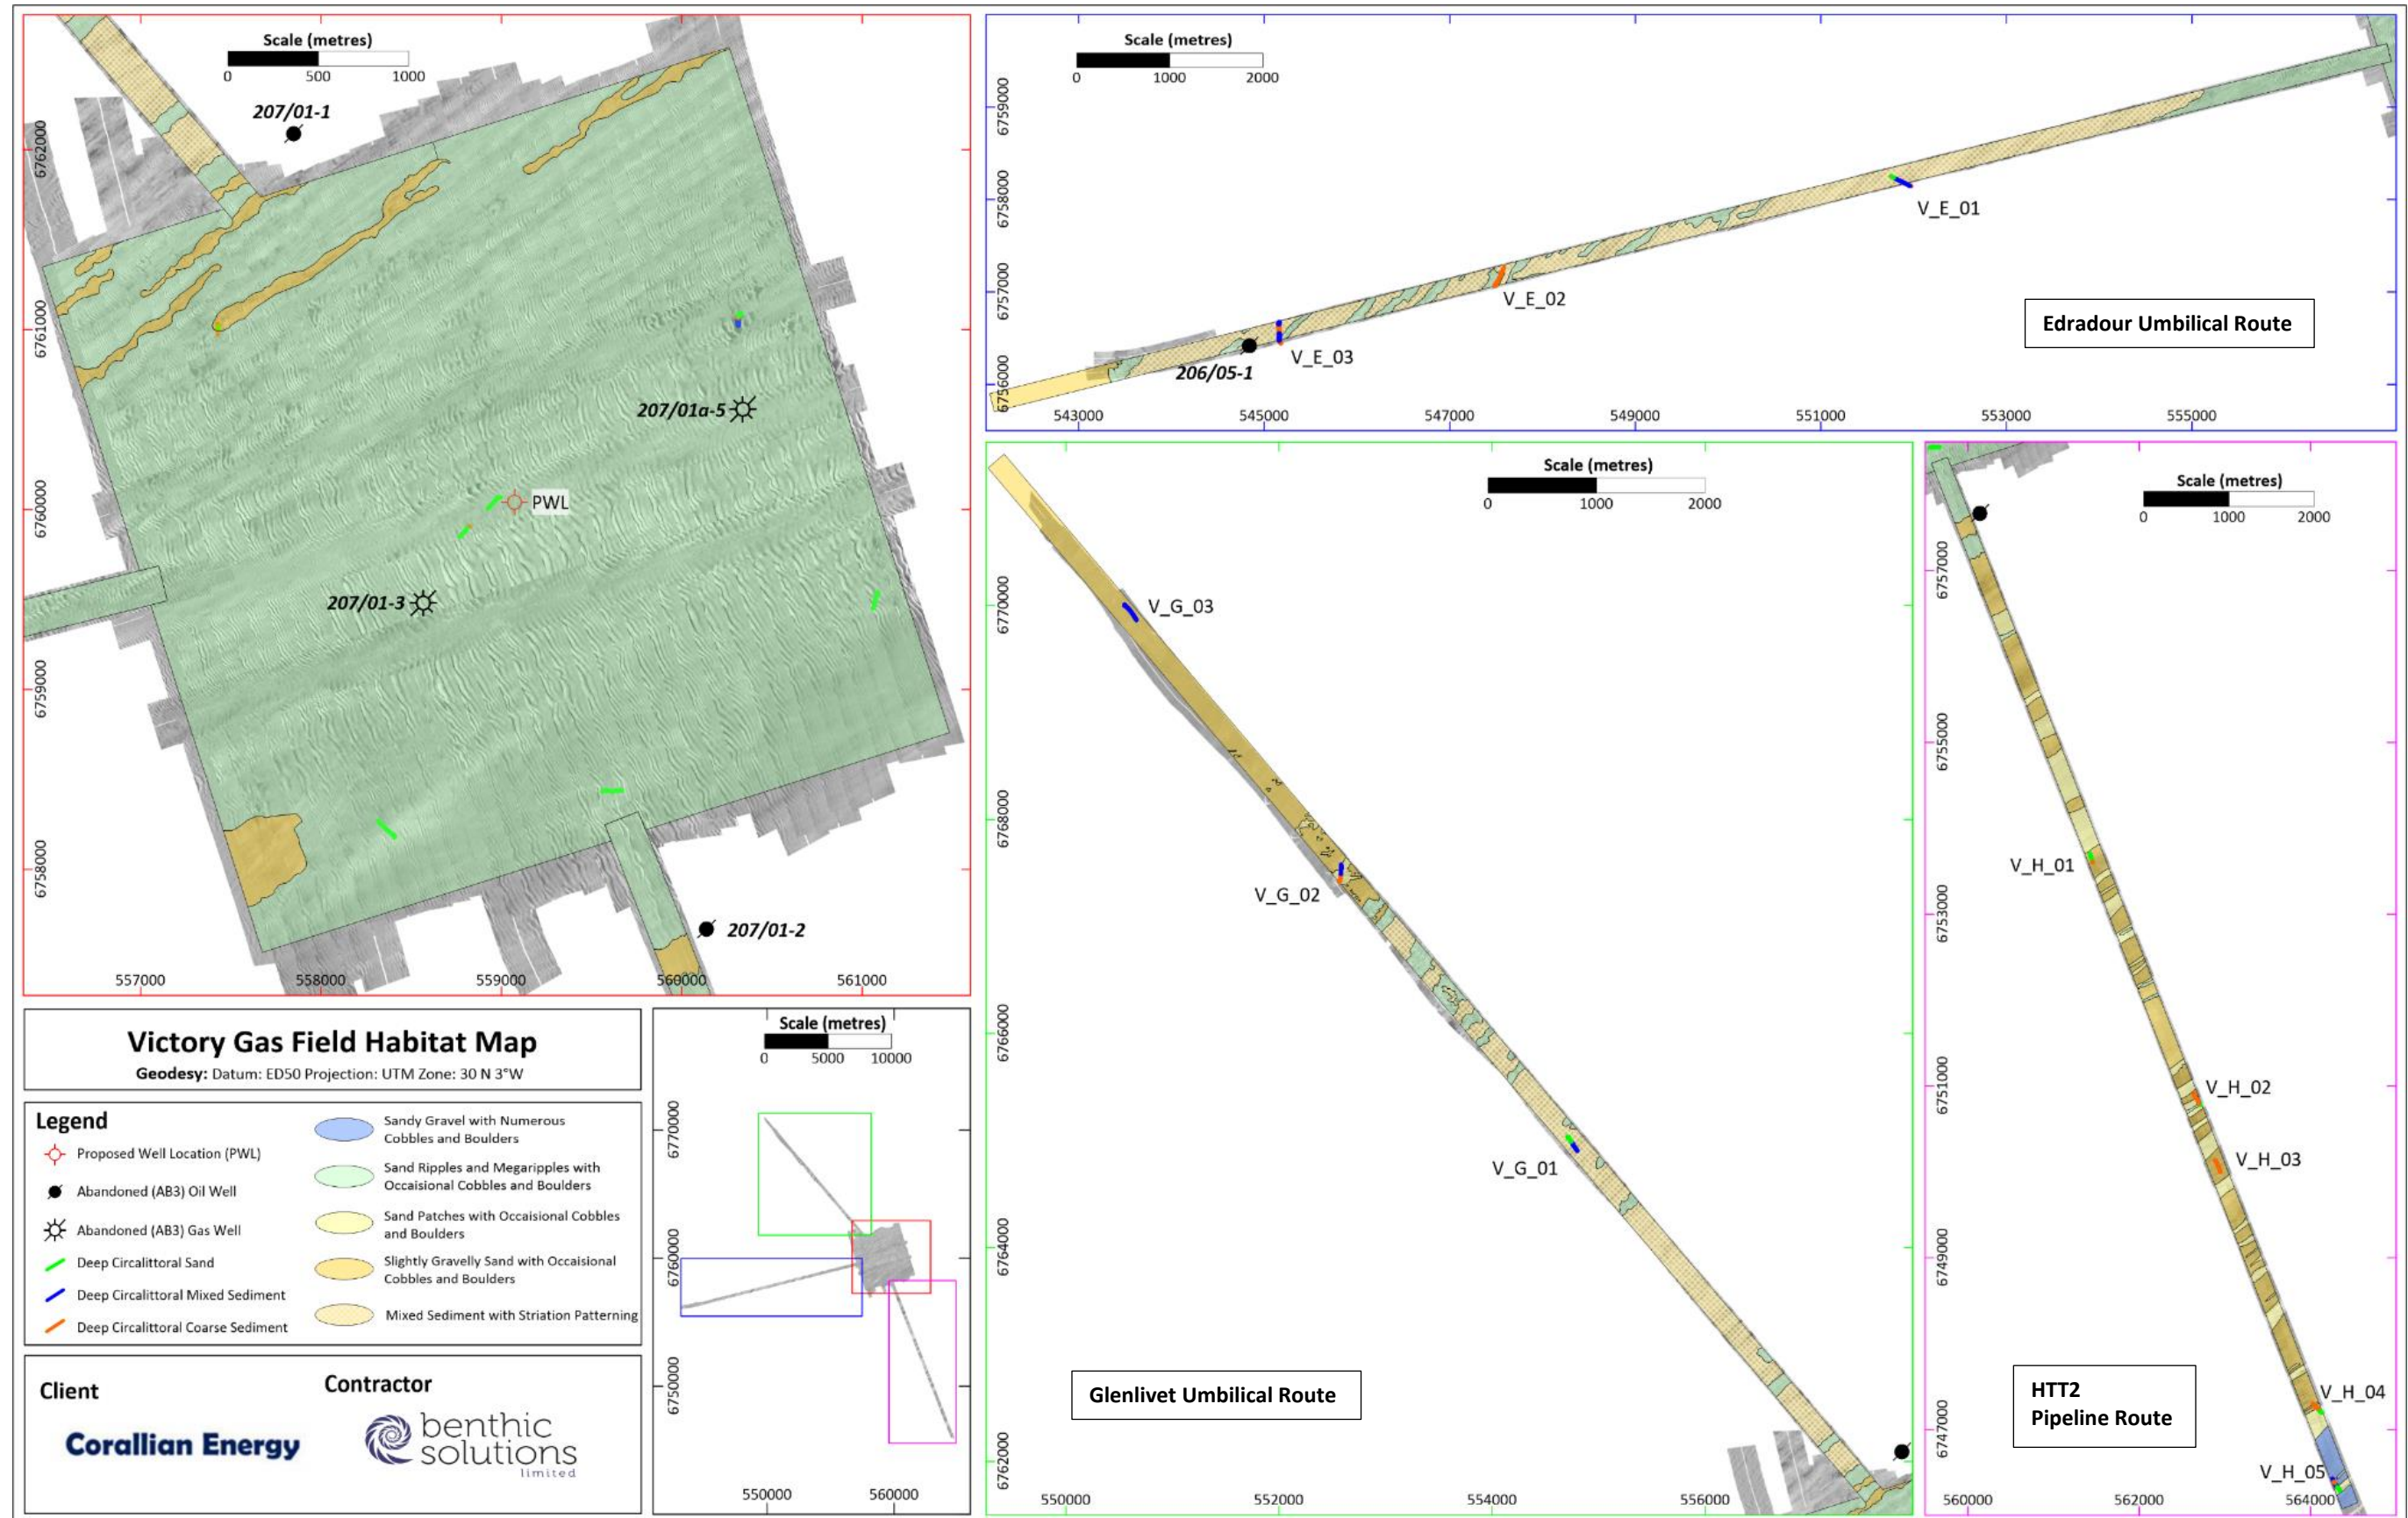 Scale (metres)
0 500 1000
207/01-1
207/01a-5
PWL
207/01-3
207/01-2
6762000
6761000
6760000
6759000
6758000
557000 558000 559000 560000 561000
Scale (metres)
0 1000 2000
V_E_01
V_E_02
V_E_03
206/05-1
Edradour Umbilical Route
6759000
6758000
6757000
6756000
543000 545000 547000 549000 551000 553000 555000
Scale (metres)
0 1000 2000
V_G_03
V_G_02
V_G_01
Glenlivet Umbilical Route
6770000
6768000
6766000
6764000
6762000
550000 552000 554000 556000
Scale (metres)
0 1000 2000
V_H_01
V_H_02
V_H_03
V_H_04
V_H_05
HTT2
Pipeline Route
6757000
6755000
6753000
6751000
6749000
6747000
560000 562000 564000
Victory Gas Field Habitat Map
Geodesy: Datum: ED50 Projection: UTM Zone: 30 N 3°W
Legend
Proposed Well Location (PWL)
Abandoned (AB3) Oil Well
Abandoned (AB3) Gas Well
Deep Circalittoral Sand
Deep Circalittoral Mixed Sediment
Deep Circalittoral Coarse Sediment
Sandy Gravel with Numerous
Cobbles and Boulders
Sand Ripples and Megaripples with
Occaisional Cobbles and Boulders
Sand Patches with Occaisional Cobbles
and Boulders
Slightly Gravelly Sand with Occaisional
Cobbles and Boulders
Mixed Sediment with Striation Patterning
Client
Corallian Energy
Contractor
benthic
solutions
limited
Scale (metres)
0 5000 10000
6770000
6760000
6750000
550000 560000